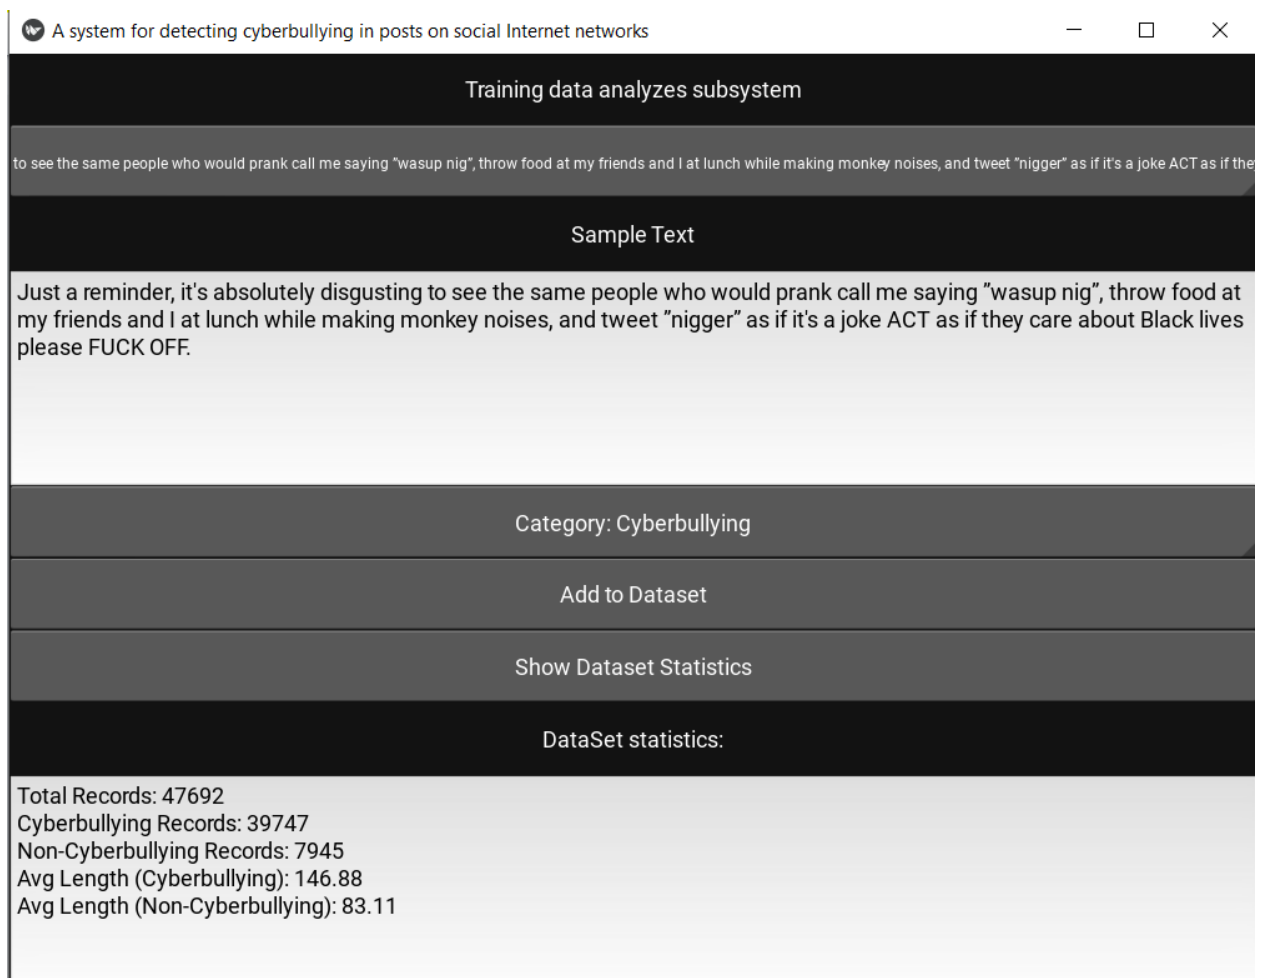 A system for detecting cyberbullying in posts on social Internet networks
Training data analyzes subsystem
to see the same people who would prank call me saying ”wasup nig”, throw food at my friends and I at lunch while making monkey noises, and tweet ”nigger” as if it's a joke ACT as if they
Sample Text
Just a reminder, it's absolutely disgusting to see the same people who would prank call me saying ”wasup nig”, throw food at
my friends and I at lunch while making monkey noises, and tweet ”nigger” as if it's a joke ACT as if they care about Black lives
please FUCK OFF.
Category: Cyberbullying
Add to Dataset
Show Dataset Statistics
DataSet statistics:
Total Records: 47692
Cyberbullying Records: 39747
Non-Cyberbullying Records: 7945
Avg Length (Cyberbullying): 146.88
Avg Length (Non-Cyberbullying): 83.11